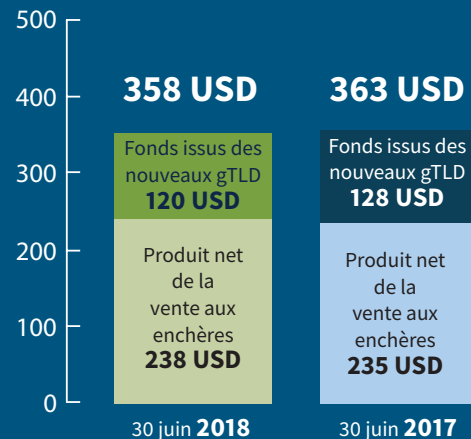 500
400
300
200
100
0
358 USD
Fonds issus des
nouveaux gTLD
120 USD
Produit net
de la
vente aux
enchères
238 USD
30 juin 2018
363 USD
Fonds issus des
nouveaux gTLD
128 USD
Produit net
de la
vente aux
enchères
235 USD
30 juin 2017